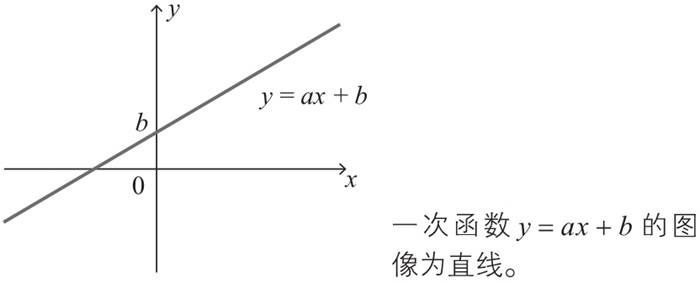 y
y = ax + b
b
0
x
一次函数 y = ax + b 的图
像为直线。